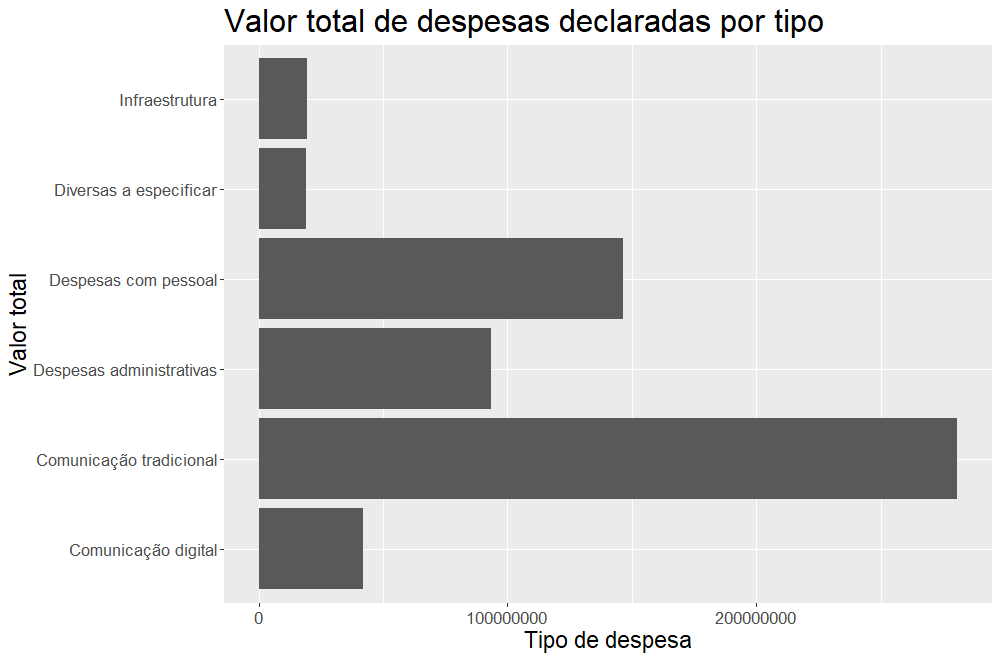 Valor total de despesas declaradas por tipo
Valor total
Infraestrutura
Diversas a especificar
Despesas com pessoal
Despesas administrativas
Comunicação tradicional
Comunicação digital
0 100000000 200000000
Tipo de despesa